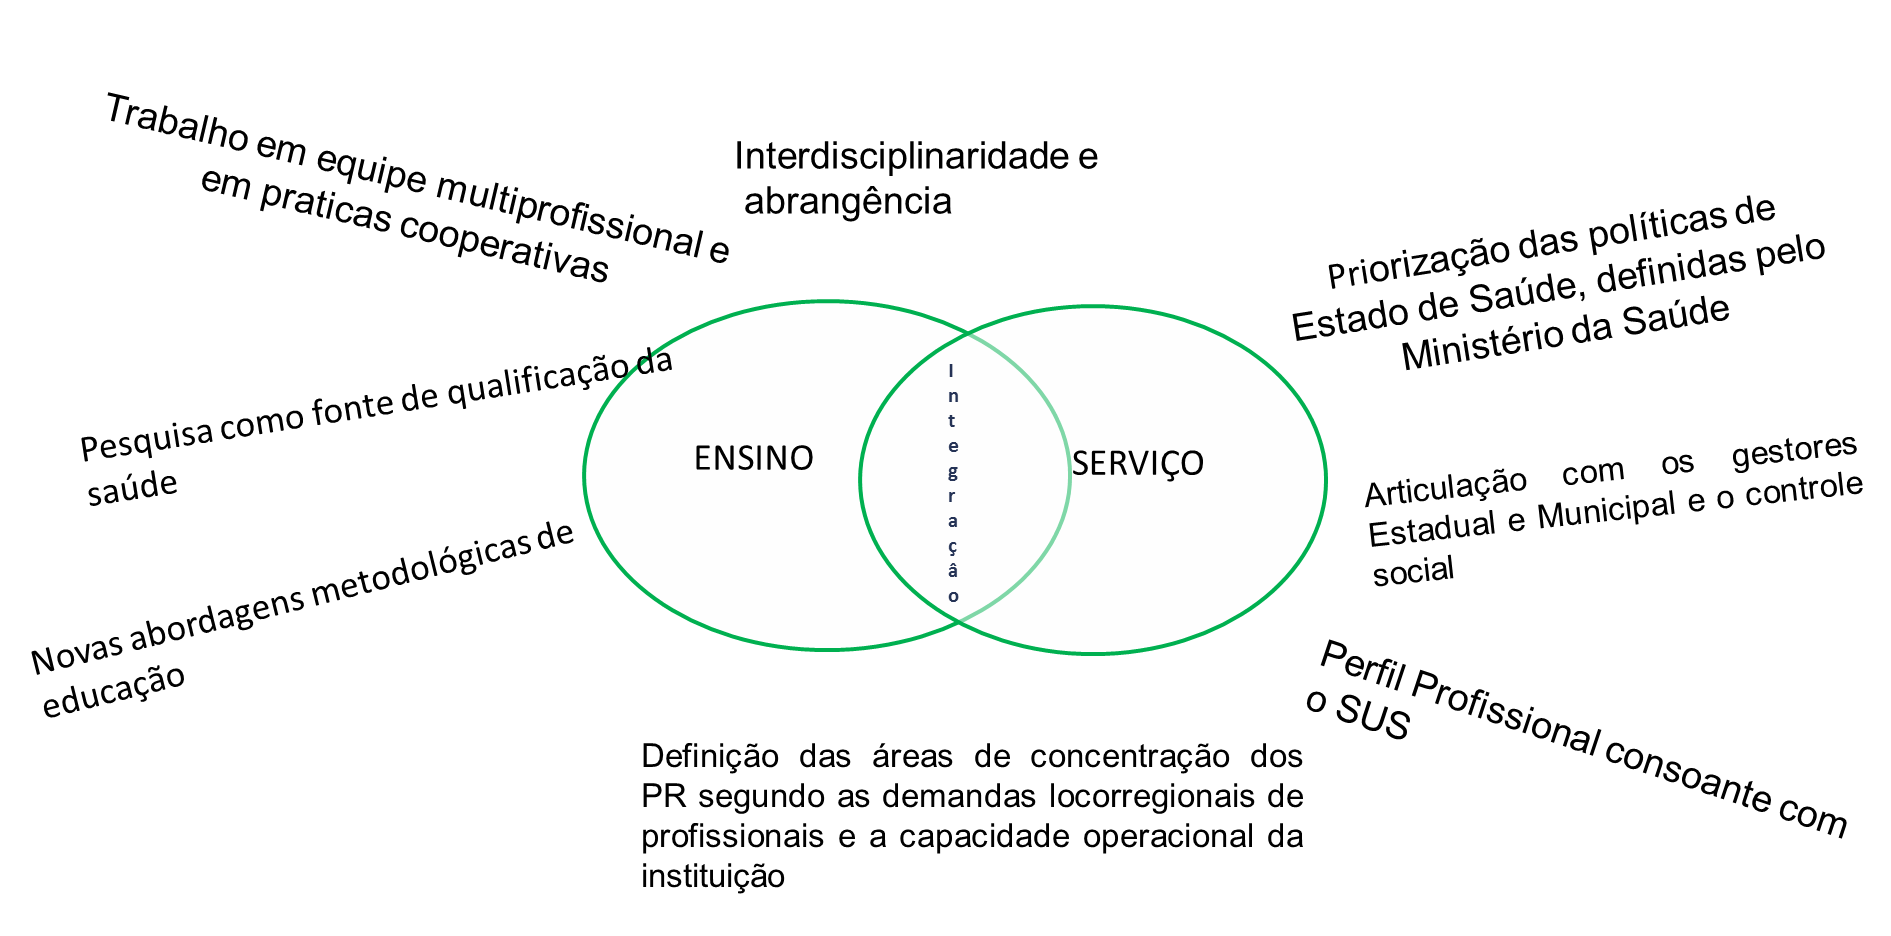 Trabalho em equipe multiprofissional e
em praticas cooperativas
Interdisciplinaridade e
abrangência
Priorização das políticas de
Estado de Saúde, definidas pelo
Ministério da Saúde
Pesquisa como fonte de qualificação da
saúde
ENSINO
Integraçâo
SERVIÇO
Articulação com os gestores
Estadual e Municipal e o controle
social
Novas abordagens metodológicas de
educação
Perfil Profissional consoante com
o SUS
Definição das áreas de concentração dos
PR segundo as demandas locorregionais de
profissionais e a capacidade operacional da
instituição